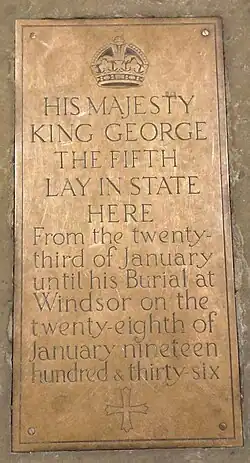 HIS MAJESTY
KING GEORGE
THE FIFTH
LAY IN STATE
HERE
From the twenty-
third of January
until his Burial at
Windsor on the
twenty-eighth of
January nineteen
hundred & thirty-six